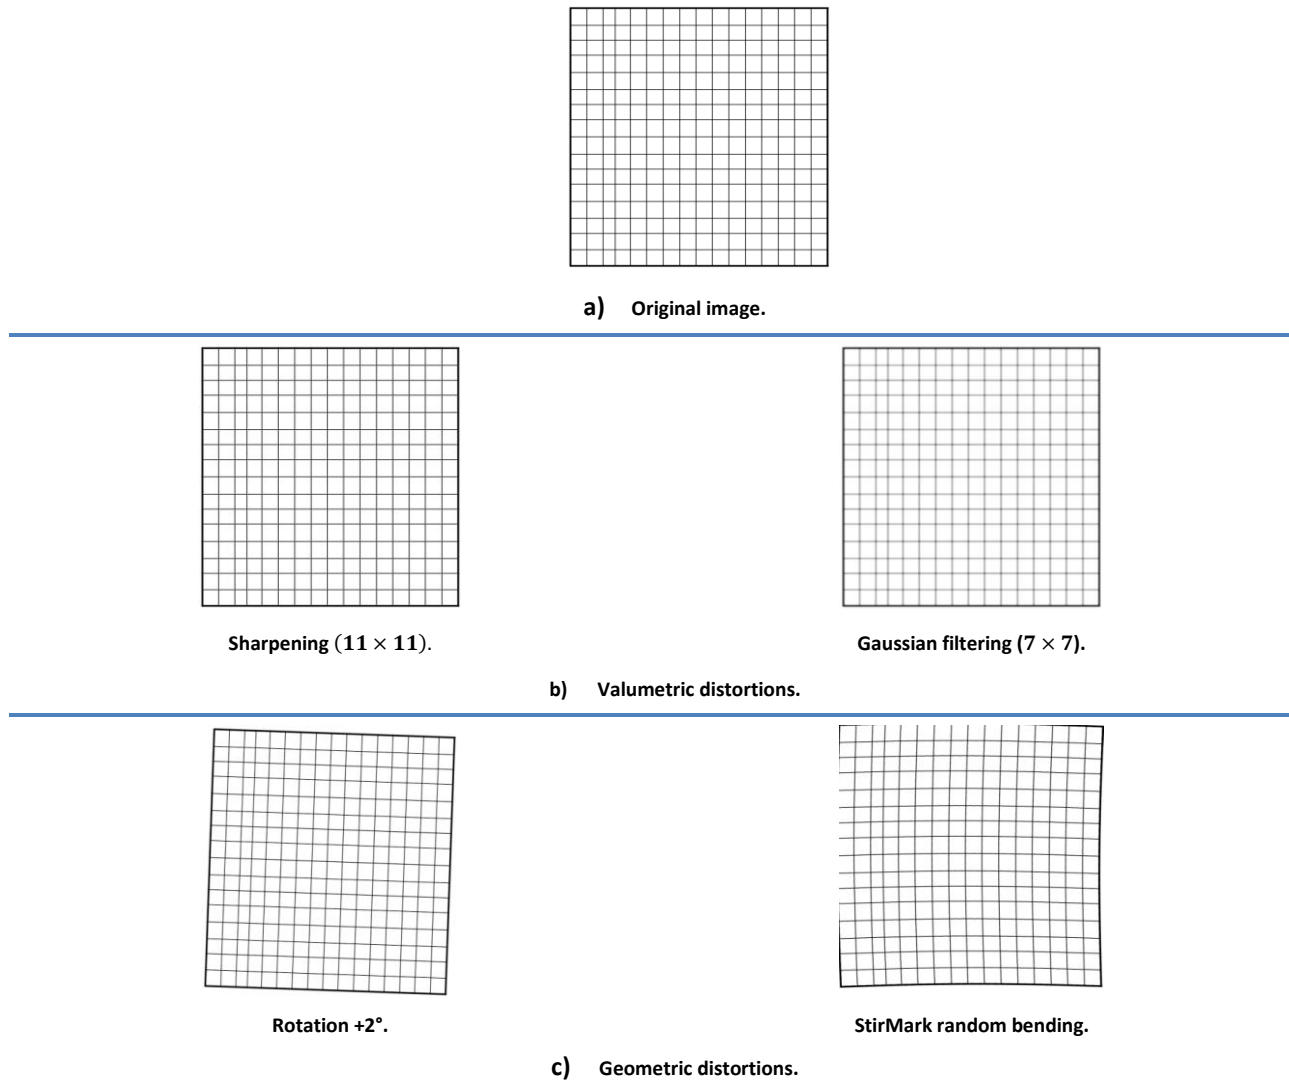 a) Original image.
Sharpening (11 × 11).
Gaussian filtering (7 × 7).
b) Valumetric distortions.
Rotation +2°.
StirMark random bending.
c) Geometric distortions.